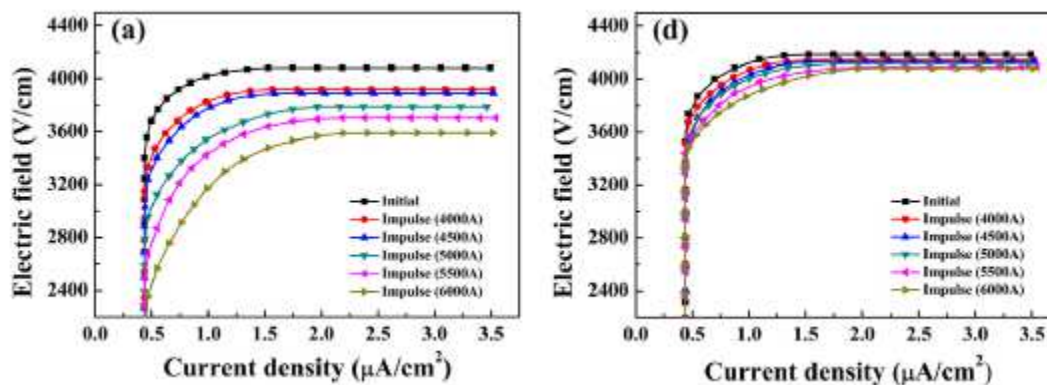 (a)
Electric field (V/cm)
4400
4000
3600
3200
2800
2400
Initial
Impulse (4000A)
Impulse (4500A)
Impulse (5000A)
Impulse (5500A)
Impulse (6000A)
0.0 0.5 1.0 1.5 2.0 2.5 3.0 3.5
Current density (μA/cm²)
(d)
Electric field (V/cm)
4400
4000
3600
3200
2800
2400
Initial
Impulse (4000A)
Impulse (4500A)
Impulse (5000A)
Impulse (5500A)
Impulse (6000A)
0.0 0.5 1.0 1.5 2.0 2.5 3.0 3.5
Current density (μA/cm²)